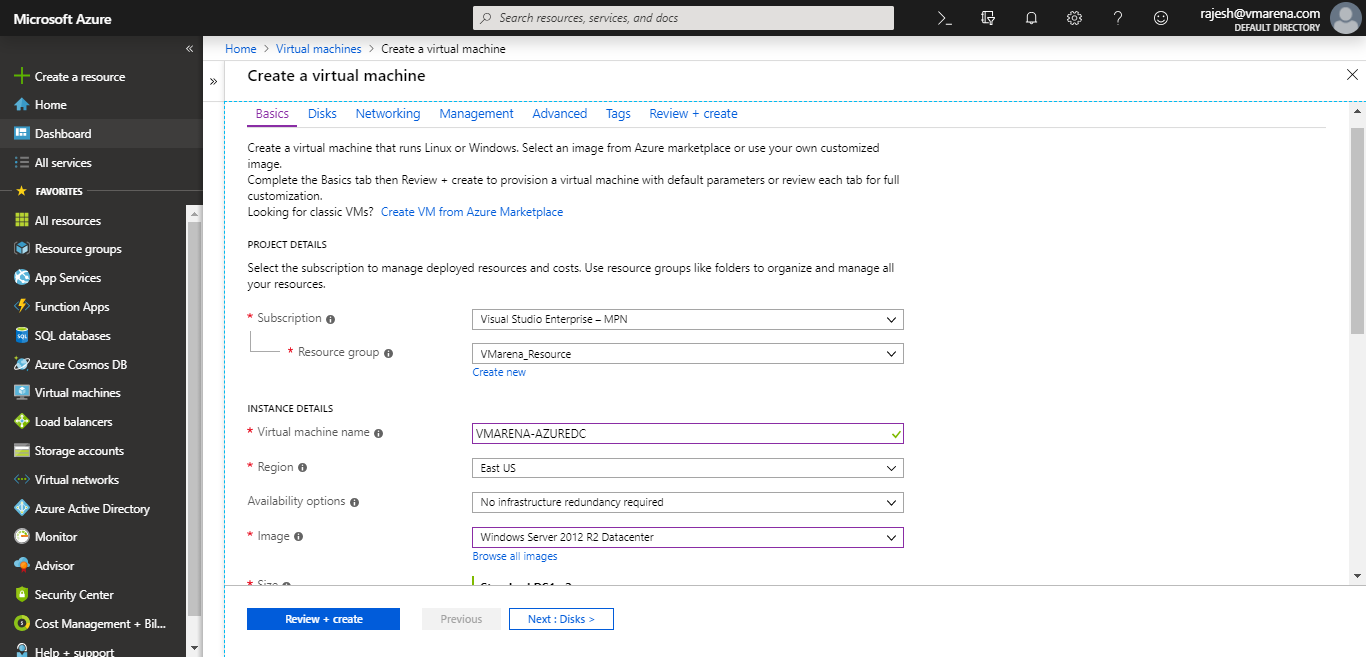 Microsoft Azure
Search resources, services, and docs
rajesh@vmarena.com
DEFAULT DIRECTORY
Create a resource
Home
Dashboard
All services
FAVORITES
All resources
Resource groups
App Services
Function Apps
SQL databases
Azure Cosmos DB
Virtual machines
Load balancers
Storage accounts
Virtual networks
Azure Active Directory
Monitor
Advisor
Security Center
Cost Management + Bil...
Help + support
Home > Virtual machines > Create a virtual machine
Create a virtual machine
Basics Disks Networking Management Advanced Tags Review + create
Create a virtual machine that runs Linux or Windows. Select an image from Azure marketplace or use your own customized
image.
Complete the Basics tab then Review + create to provision a virtual machine with default parameters or review each tab for full
customization.
Looking for classic VMs? Create VM from Azure Marketplace
PROJECT DETAILS
Select the subscription to manage deployed resources and costs. Use resource groups like folders to organize and manage all
your resources.
* Subscription Visual Studio Enterprise – MPN
* Resource group VMarena_Resource
Create new
INSTANCE DETAILS
* Virtual machine name VMARENA-AZUREDC
* Region East US
Availability options No infrastructure redundancy required
* Image Windows Server 2012 R2 Datacenter
Browse all images
* Size
Review + create Previous Next : Disks >